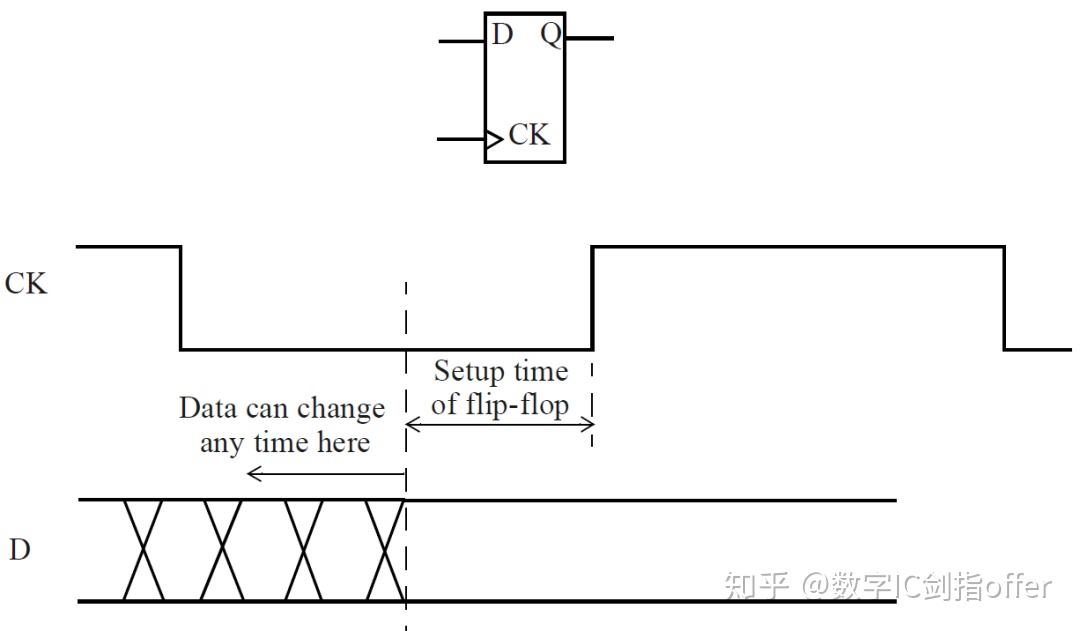 D Q
CK
CK
Setup time
of flip-flop
Data can change
any time here
D
知乎 @数字IC剑指offer